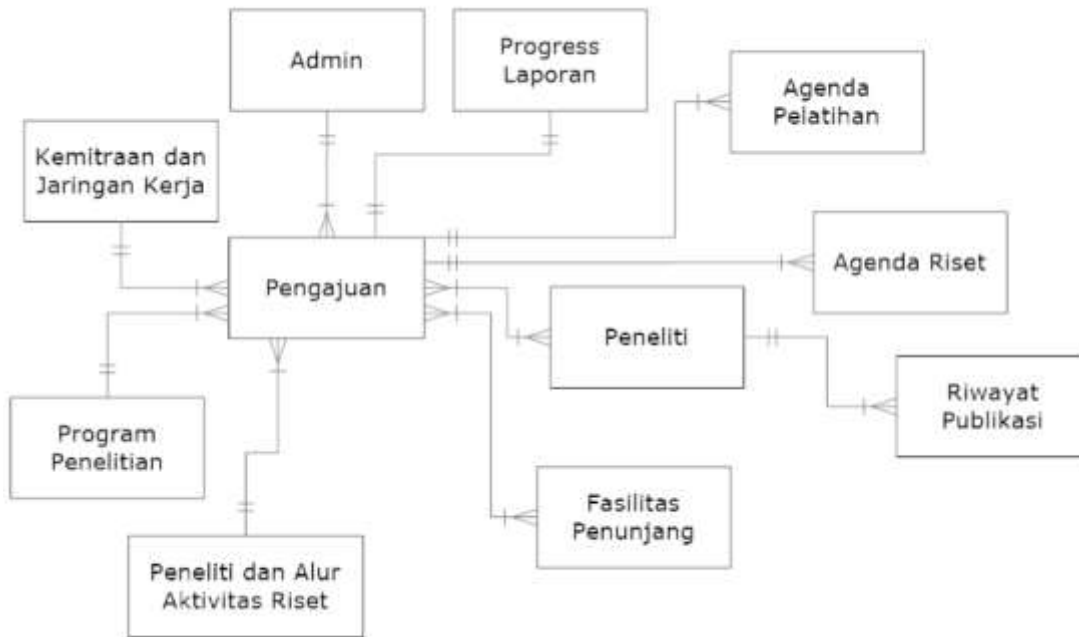 Admin
Progress
Laporan
Agenda
Pelatihan
Kemitraan dan
Jaringan Kerja
Agenda Riset
Pengajuan
Peneliti
Riwayat
Publikasi
Program
Penelitian
Fasilitas
Penunjang
Peneliti dan Alur
Aktivitas Riset